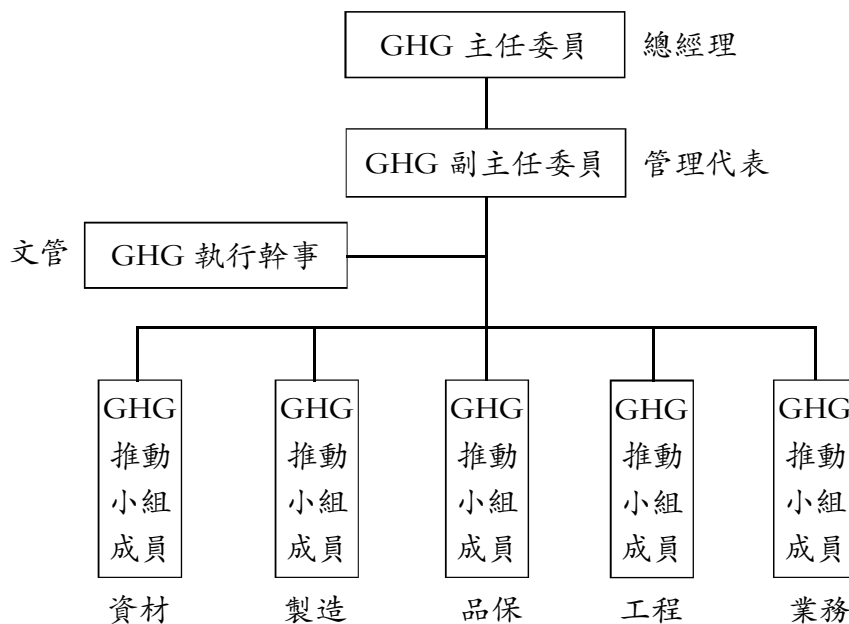 GHG 主任委員 總經理
GHG 副主任委員 管理代表
文管 GHG 執行幹事
GHG
推動
小組
成員
資材
GHG
推動
小組
成員
製造
GHG
推動
小組
成員
品保
GHG
推動
小組
成員
工程
GHG
推動
小組
成員
業務